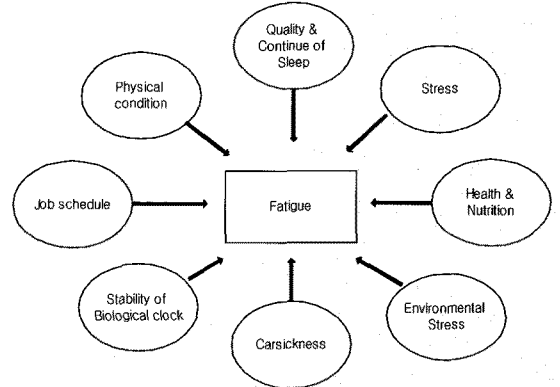 Quality &
Continue of
Sleep
Physical
condition
Stress
Job schedule
Fatigue
Health &
Nutrition
Stability of
Biological clock
Carsickness
Environmental
Stress